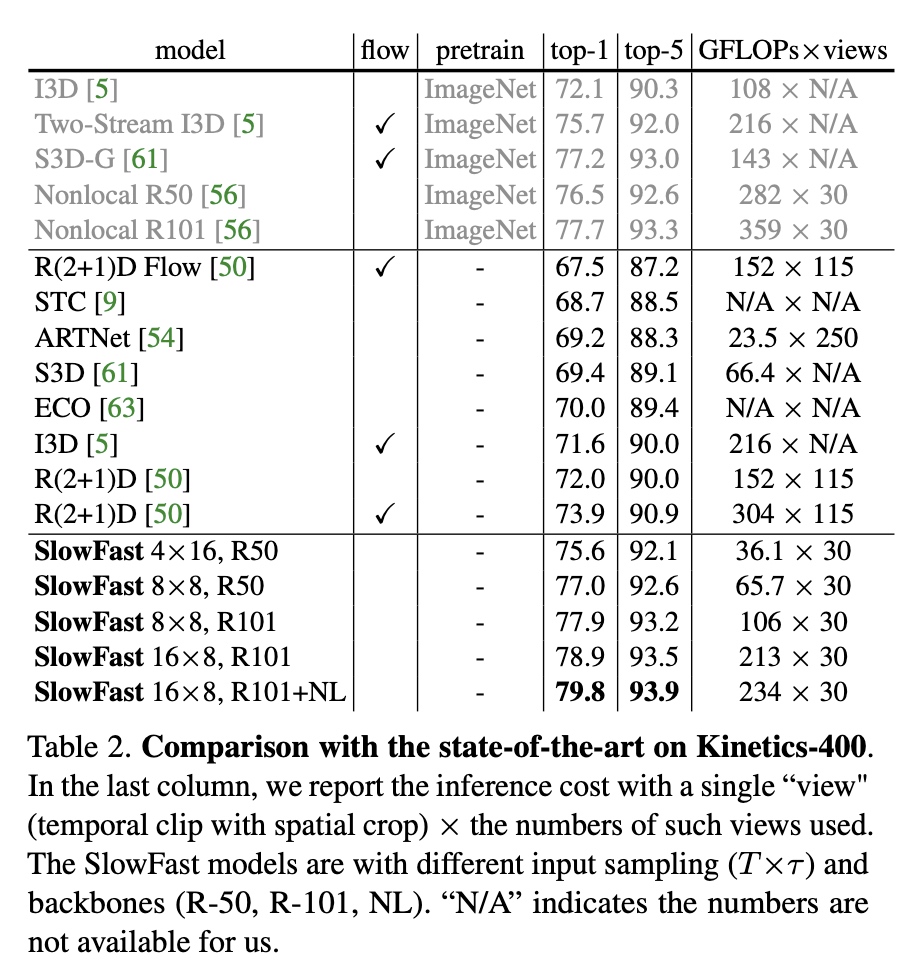 model flow pretrain top-1 top-5 GFLOPs×views
I3D [5] ImageNet 72.1 90.3 108 × N/A
Two-Stream I3D [5] ✓ ImageNet 75.7 92.0 216 × N/A
S3D-G [61] ✓ ImageNet 77.2 93.0 143 × N/A
Nonlocal R50 [56] ImageNet 76.5 92.6 282 × 30
Nonlocal R101 [56] ImageNet 77.7 93.3 359 × 30
R(2+1)D Flow [50] ✓ - 67.5 87.2 152 × 115
STC [9] - 68.7 88.5 N/A × N/A
ARTNet [54] - 69.2 88.3 23.5 × 250
S3D [61] - 69.4 89.1 66.4 × N/A
ECO [63] - 70.0 89.4 N/A × N/A
I3D [5] ✓ - 71.6 90.0 216 × N/A
R(2+1)D [50] - 72.0 90.0 152 × 115
R(2+1)D [50] ✓ - 73.9 90.9 304 × 115
SlowFast 4×16, R50 - 75.6 92.1 36.1 × 30
SlowFast 8×8, R50 - 77.0 92.6 65.7 × 30
SlowFast 8×8, R101 - 77.9 93.2 106 × 30
SlowFast 16×8, R101 - 78.9 93.5 213 × 30
SlowFast 16×8, R101+NL - 79.8 93.9 234 × 30
Table 2. Comparison with the state-of-the-art on Kinetics-400.
In the last column, we report the inference cost with a single “view"
(temporal clip with spatial crop) × the numbers of such views used.
The SlowFast models are with different input sampling (T×τ) and
backbones (R-50, R-101, NL). “N/A” indicates the numbers are
not available for us.